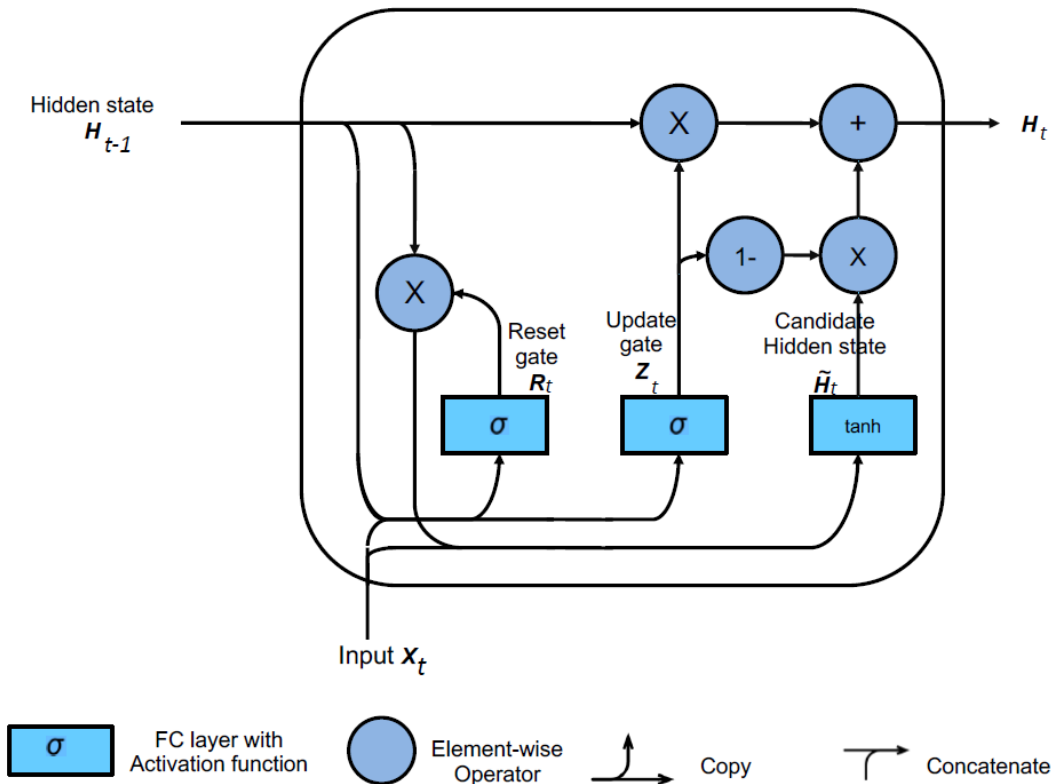 Hidden state
H t-1
X
+
H t
X
1-
X
Reset
gate
R t
Update
gate
Z t
Candidate
Hidden state
H̃ t
σ
σ
tanh
Input X t
σ
FC layer with
Activation function
Element-wise
Operator
Copy
Concatenate